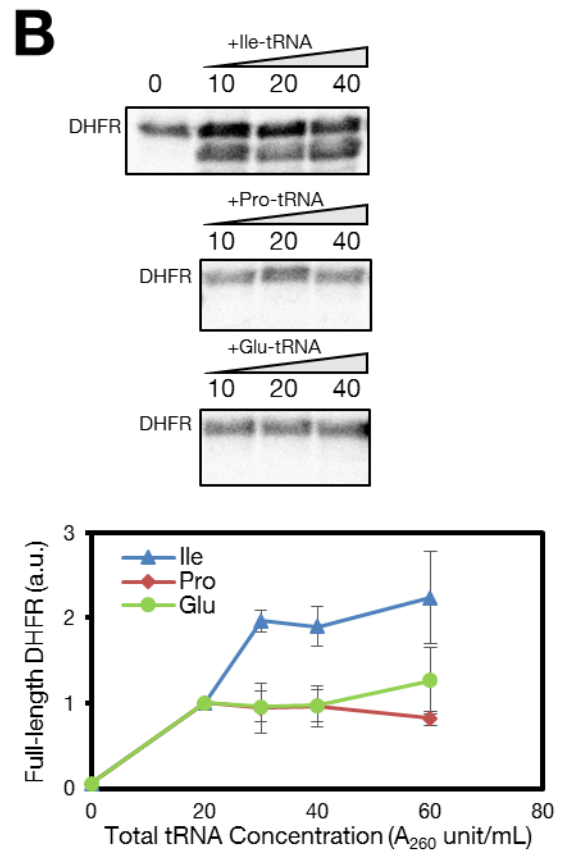 B
+Ile-tRNA
0 10 20 40
DHFR
+Pro-tRNA
10 20 40
DHFR
+Glu-tRNA
10 20 40
DHFR
3
2
1
0
Full-length DHFR (a.u.)
Ile
Pro
Glu
0 20 40 60 80
Total tRNA Concentration (A260 unit/mL)